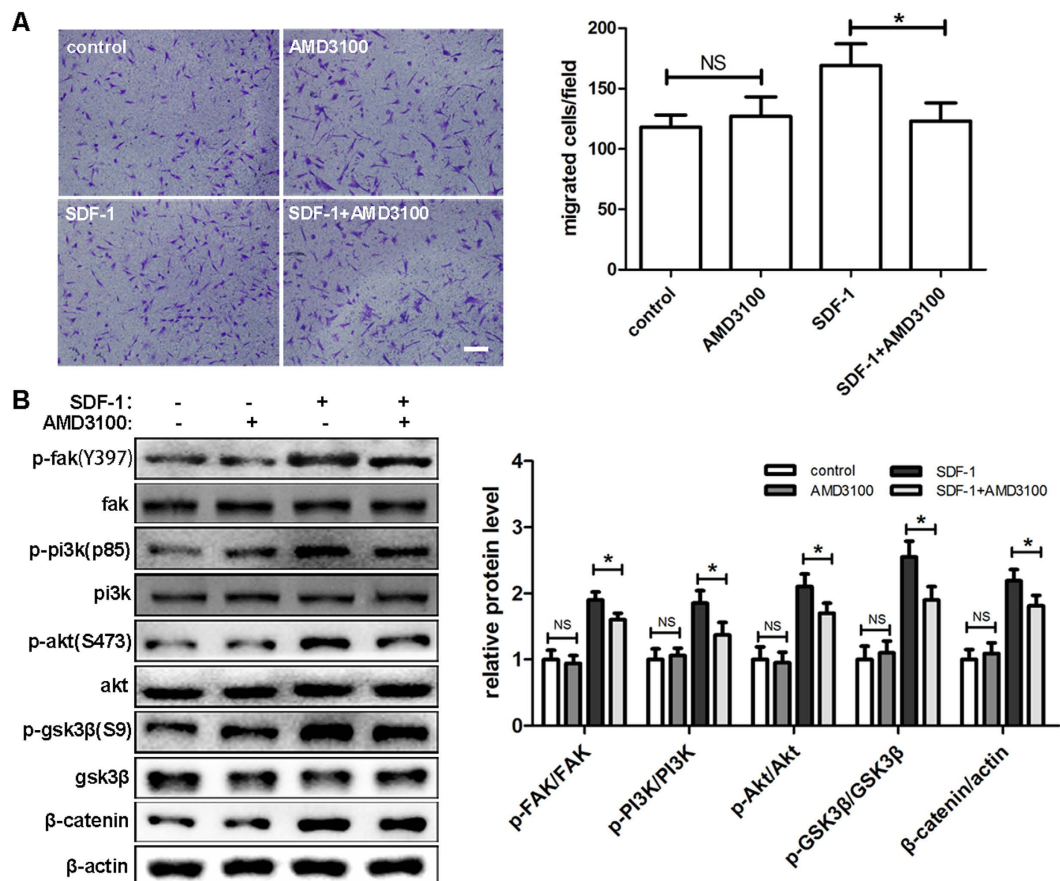 A
control
AMD3100
SDF-1
SDF-1+AMD3100
migrated cells/field
200
150
100
50
0
NS
*
control
AMD3100
SDF-1
SDF-1+AMD3100
B
SDF-1: - - + +
AMD3100: - + - +
p-fak(Y397)
fak
p-pi3k(p85)
pi3k
p-akt(S473)
akt
p-gsk3β(S9)
gsk3β
β-catenin
β-actin
relative protein level
4
3
2
1
0
control SDF-1
AMD3100 SDF-1+AMD3100
NS * NS * NS * NS * NS *
p-FAK/FAK
p-PI3K/PI3K
p-Akt/Akt
p-GSK3β/GSK3β
β-catenin/actin